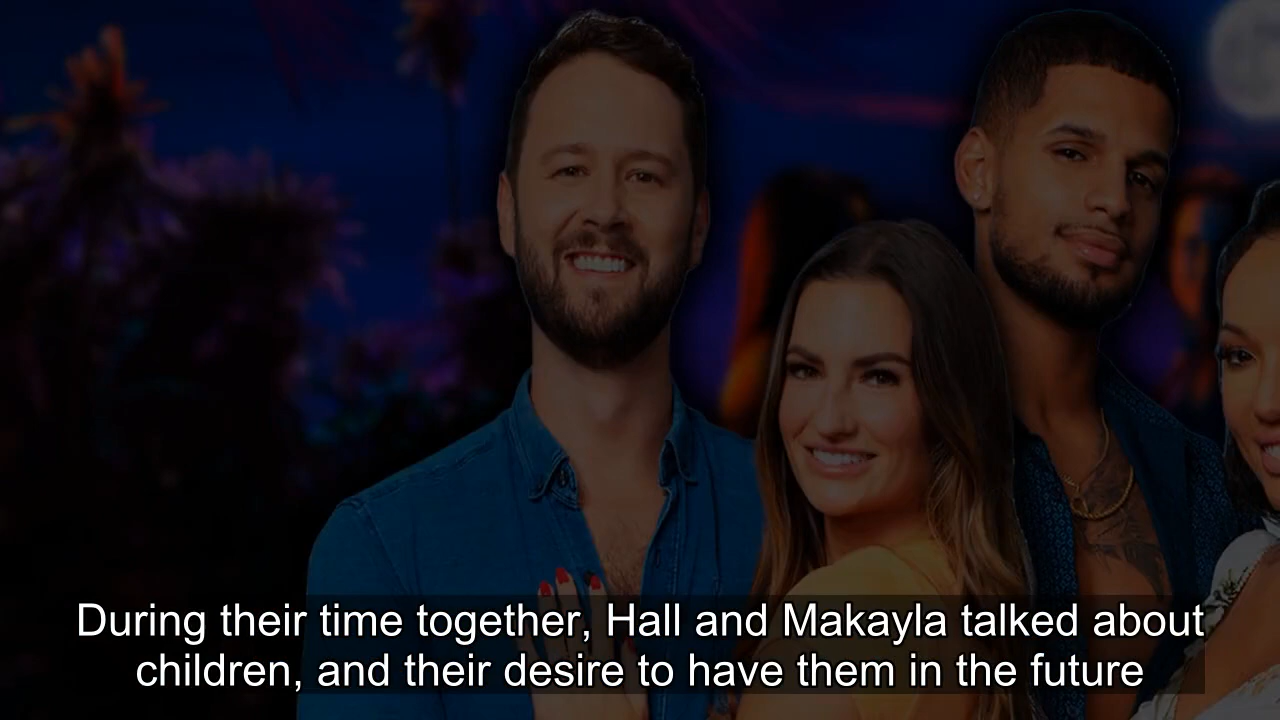 During their time together, Hall and Makayla talked about
children, and their desire to have them in the future